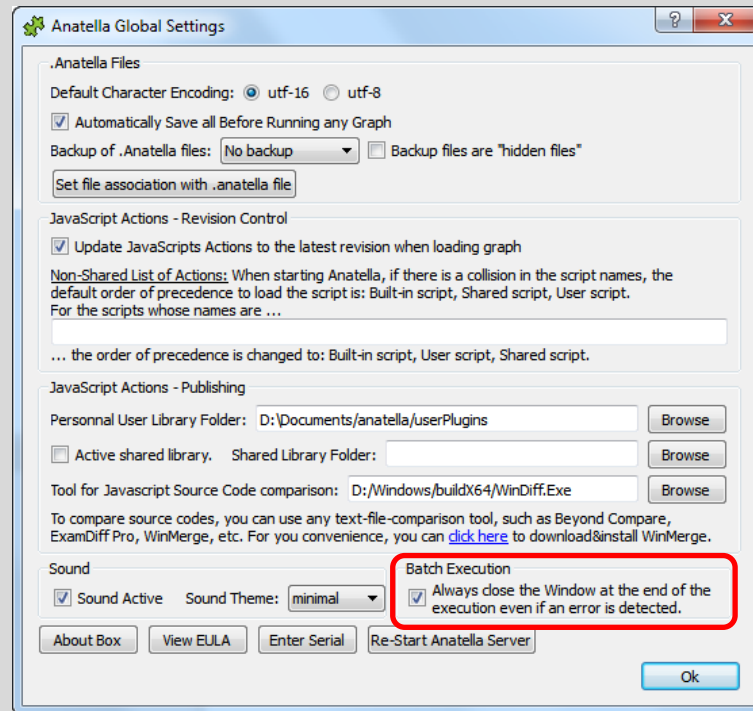 Anatella Global Settings
.Anatella Files
Default Character Encoding: utf-16 utf-8
Automatically Save all Before Running any Graph
Backup of .Anatella files: No backup Backup files are "hidden files"
Set file association with .anatella file
JavaScript Actions - Revision Control
Update JavaScripts Actions to the latest revision when loading graph
Non-Shared List of Actions: When starting Anatella, if there is a collision in the script names, the
default order of precedence to load the script is: Built-in script, Shared script, User script.
For the scripts whose names are ...
... the order of precedence is changed to: Built-in script, User script, Shared script.
JavaScript Actions - Publishing
Personnal User Library Folder: D:\Documents/anatella/userPlugins Browse
Active shared library. Shared Library Folder: Browse
Tool for Javascript Source Code comparison: D:/Windows/buildX64/WinDiff.Exe Browse
To compare source codes, you can use any text-file-comparison tool, such as Beyond Compare,
ExamDiff Pro, WinMerge, etc. For you convenience, you can click here to download&install WinMerge.
Sound
Sound Active Sound Theme: minimal
Batch Execution
Always close the Window at the end of the
execution even if an error is detected.
About Box View EULA Enter Serial Re-Start Anatella Server
Ok